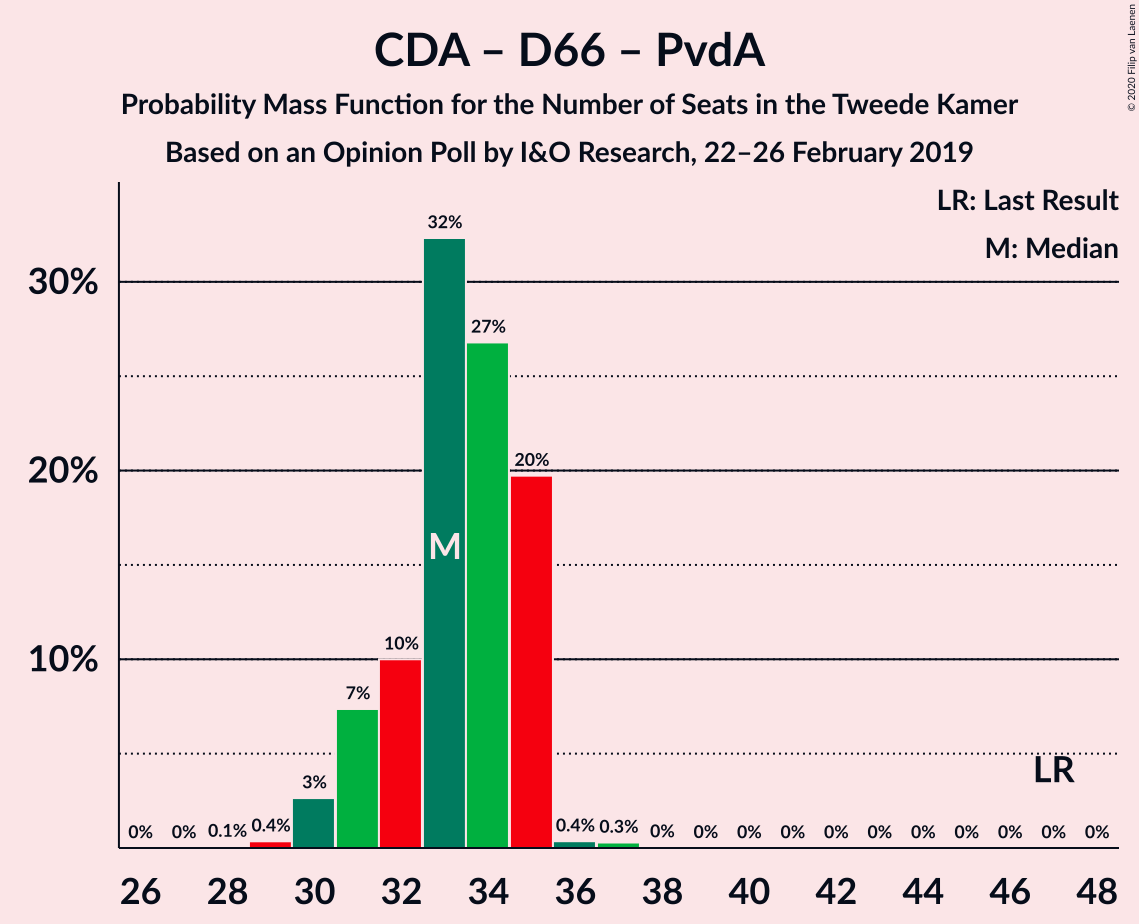 CDA – D66 – PvdA
Probability Mass Function for the Number of Seats in the Tweede Kamer
Based on an Opinion Poll by I&O Research, 22–26 February 2019
© 2020 Filip van Laenen
LR: Last Result
M: Median
32%
30%
27%
20%
20%
M
10%
10%
7%
3%
LR
0% 0% 0.1% 0.4% 0.4% 0.3% 0% 0% 0% 0% 0% 0% 0% 0% 0% 0% 0%
26 28 30 32 34 36 38 40 42 44 46 48